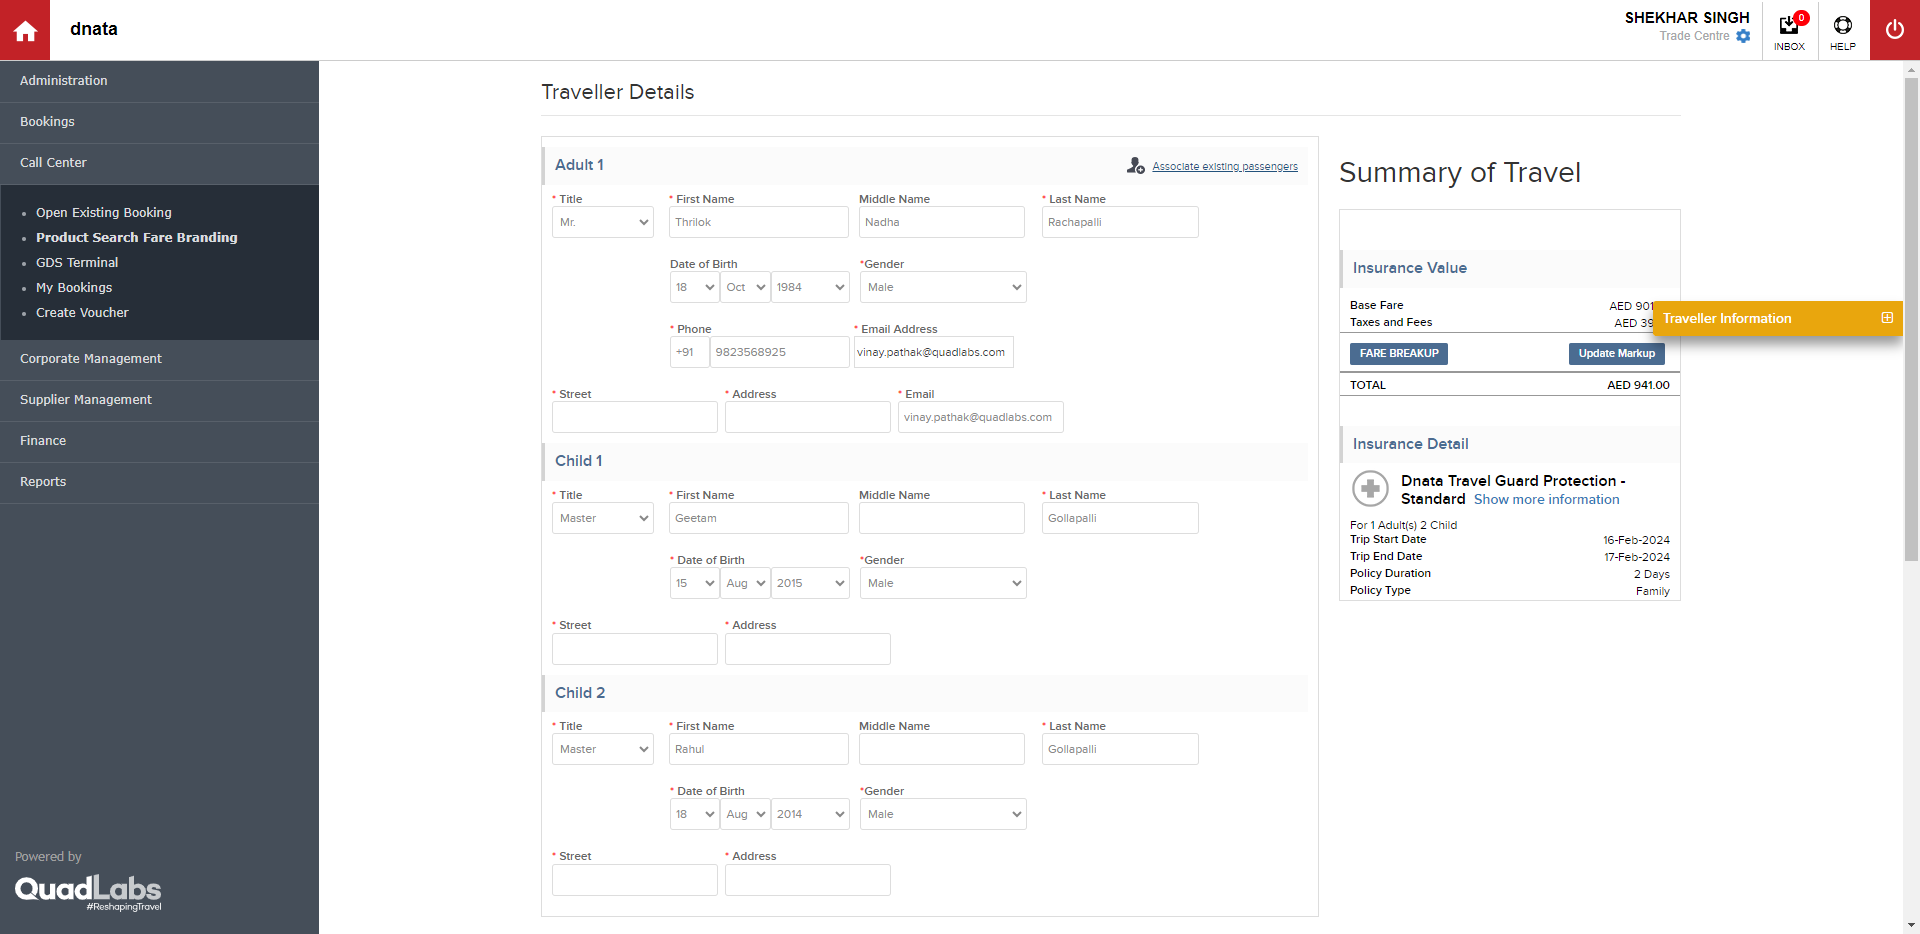 dnata
SHEKHAR SINGH
Trade Centre
0
INBOX
HELP
Administration
Bookings
Call Center
Open Existing Booking
Product Search Fare Branding
GDS Terminal
My Bookings
Create Voucher
Corporate Management
Supplier Management
Finance
Reports
Powered by
QuadLabs
#ReshapingTravel
Traveller Details
Adult 1
Associate existing passengers
* Title * First Name Middle Name * Last Name
Mr. Thrilok Nadha Rachapalli
Date of Birth *Gender
18 Oct 1984 Male
* Phone * Email Address
+91 9823568925 vinay.pathak@quadlabs.com
* Street * Address * Email
vinay.pathak@quadlabs.com
Child 1
* Title * First Name Middle Name * Last Name
Master Geetam Gollapalli
* Date of Birth *Gender
15 Aug 2015 Male
* Street * Address
Child 2
* Title * First Name Middle Name * Last Name
Master Rahul Gollapalli
* Date of Birth *Gender
18 Aug 2014 Male
* Street * Address
Summary of Travel
Insurance Value
Base Fare AED 901
Taxes and Fees AED 39
Traveller Information
FARE BREAKUP Update Markup
TOTAL AED 941.00
Insurance Detail
Dnata Travel Guard Protection -
Standard Show more information
For 1 Adult(s) 2 Child
Trip Start Date 16-Feb-2024
Trip End Date 17-Feb-2024
Policy Duration 2 Days
Policy Type Family